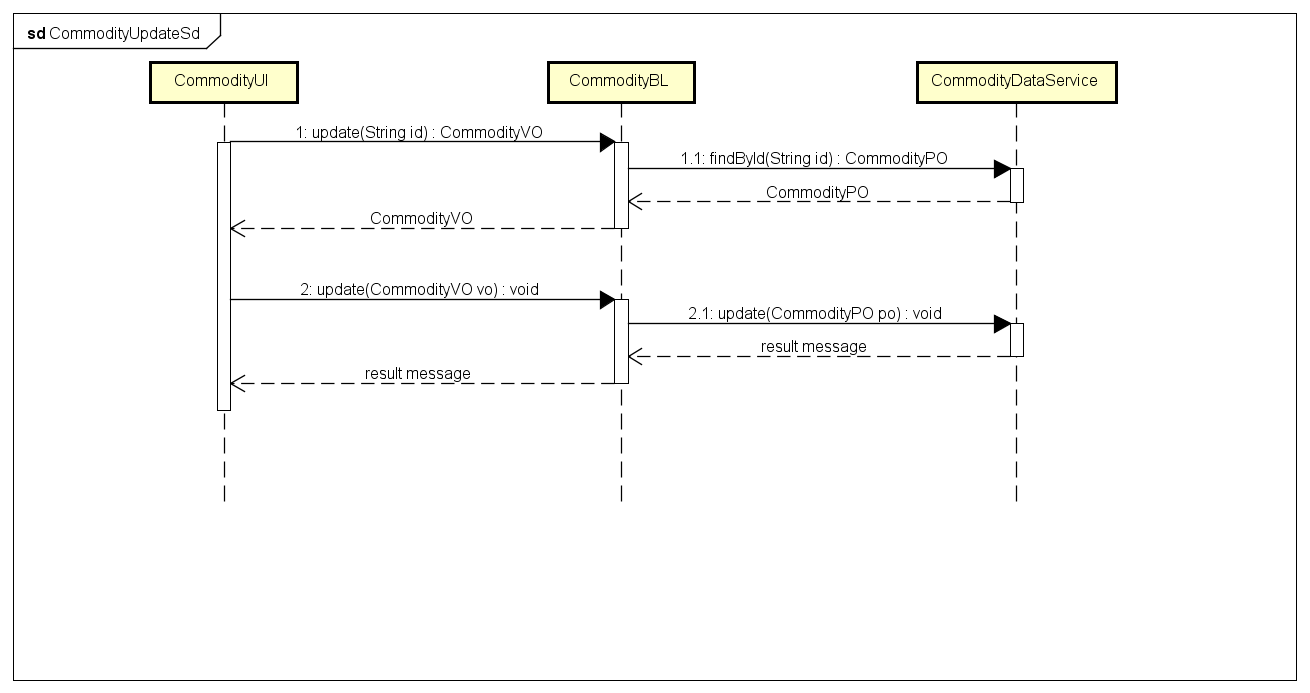 sd CommodityUpdateSd
CommodityUI
CommodityBL
CommodityDataService
1: update(String id) : CommodityVO
1.1: findById(String id) : CommodityPO
CommodityPO
CommodityVO
2: update(CommodityVO vo) : void
2.1: update(CommodityPO po) : void
result message
result message